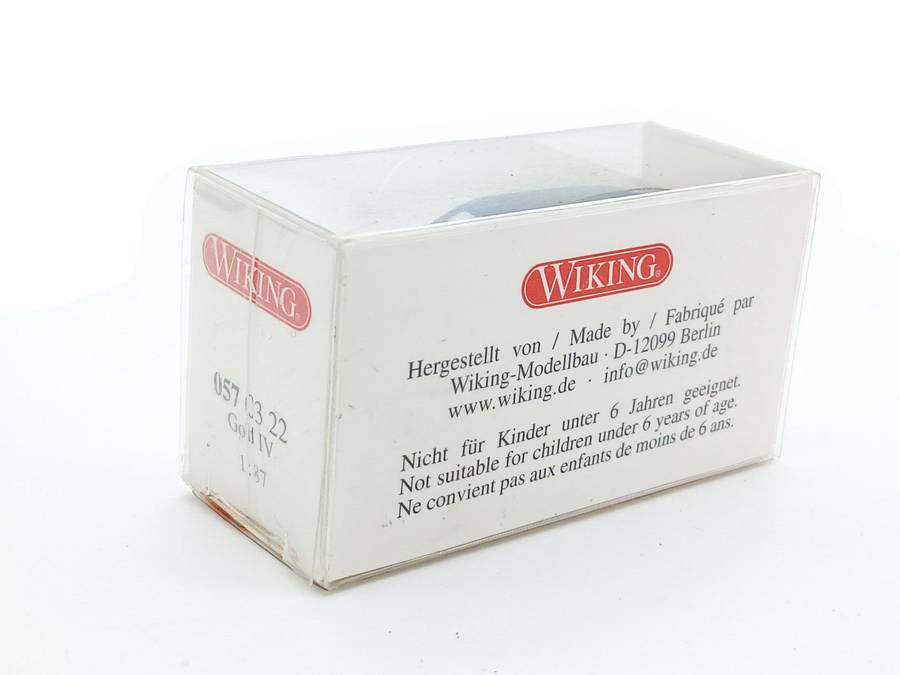 WIKING®
057 03 22
Golf IV
1:87
WIKING®
Hergestellt von / Made by / Fabriqué par
Wiking-Modellbau · D-12099 Berlin
www.wiking.de · info@wiking.de
Nicht für Kinder unter 6 Jahren geeignet.
Not suitable for children under 6 years of age.
Ne convient pas aux enfants de moins de 6 ans.